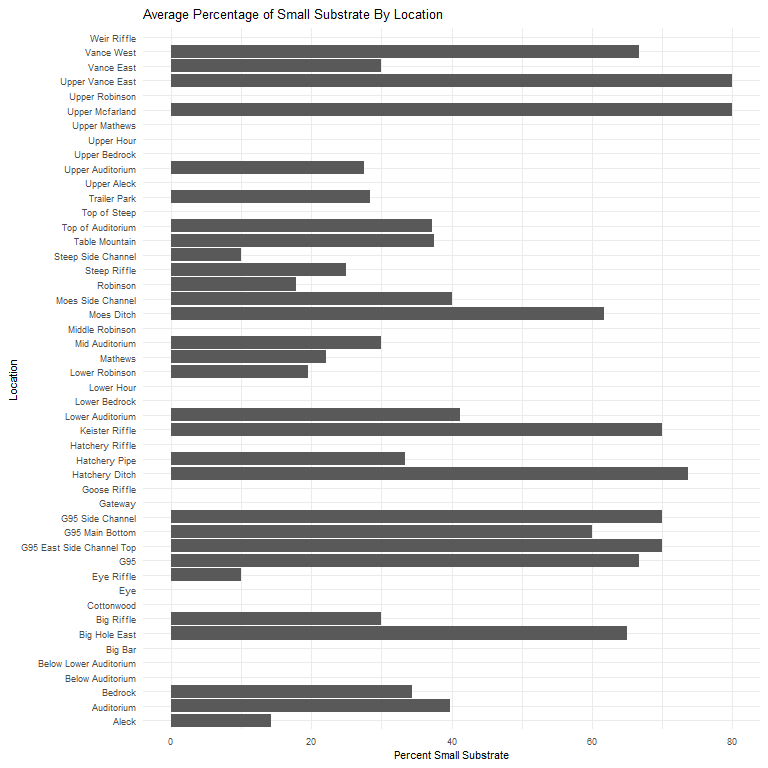 Average Percentage of Small Substrate By Location
Weir Riffle
Vance West
Vance East
Upper Vance East
Upper Robinson
Upper Mcfarland
Upper Mathews
Upper Hour
Upper Bedrock
Upper Auditorium
Upper Aleck
Trailer Park
Top of Steep
Top of Auditorium
Table Mountain
Steep Side Channel
Steep Riffle
Robinson
Moes Side Channel
Moes Ditch
Middle Robinson
Mid Auditorium
Mathews
Lower Robinson
Lower Hour
Lower Bedrock
Lower Auditorium
Keister Riffle
Hatchery Riffle
Hatchery Pipe
Hatchery Ditch
Goose Riffle
Gateway
G95 Side Channel
G95 Main Bottom
G95 East Side Channel Top
G95
Eye Riffle
Eye
Cottonwood
Big Riffle
Big Hole East
Big Bar
Below Lower Auditorium
Below Auditorium
Bedrock
Auditorium
Aleck
Location
0 20 40 60 80
Percent Small Substrate